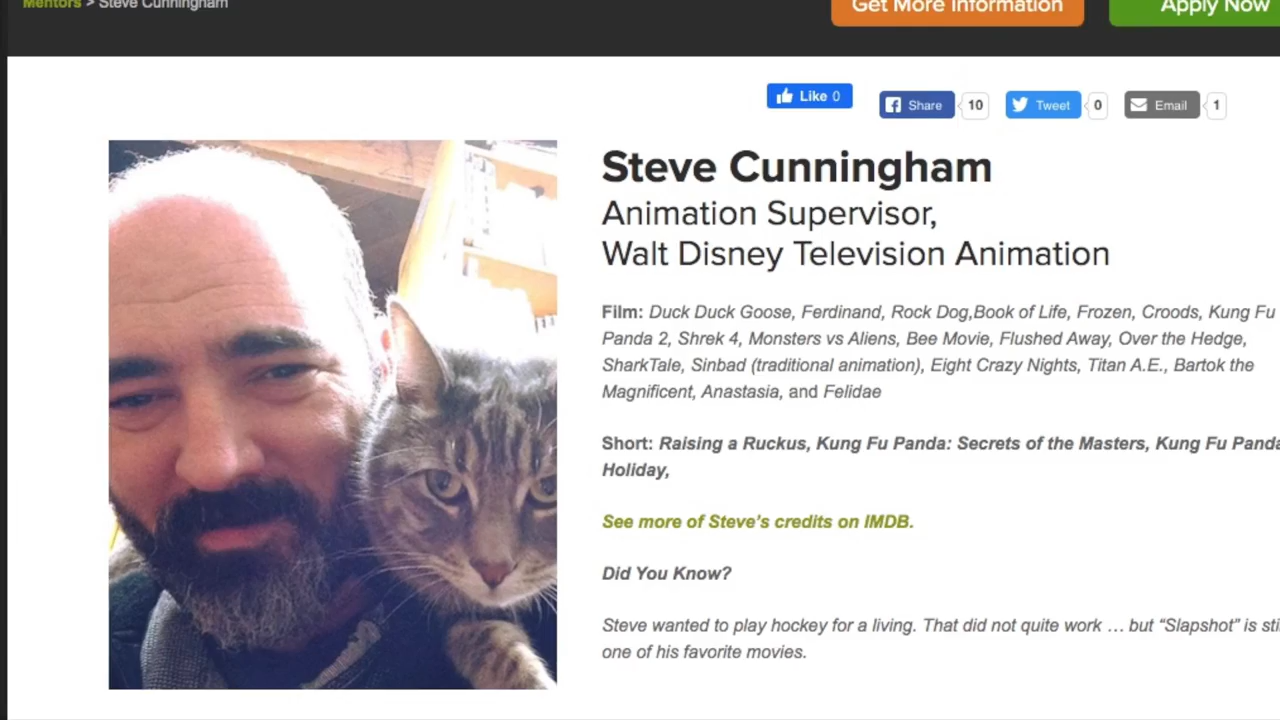 Mentors > Steve Cunningham
Get More Information
Apply Now
Like 0
Share
10
Tweet
0
Email
1
Steve Cunningham
Animation Supervisor,
Walt Disney Television Animation
Film: Duck Duck Goose, Ferdinand, Rock Dog,Book of Life, Frozen, Croods, Kung Fu
Panda 2, Shrek 4, Monsters vs Aliens, Bee Movie, Flushed Away, Over the Hedge,
SharkTale, Sinbad (traditional animation), Eight Crazy Nights, Titan A.E., Bartok the
Magnificent, Anastasia, and Felidae
Short: Raising a Ruckus, Kung Fu Panda: Secrets of the Masters, Kung Fu Panda
Holiday,
See more of Steve's credits on IMDB.
Did You Know?
Steve wanted to play hockey for a living. That did not quite work … but “Slapshot” is sti
one of his favorite movies.